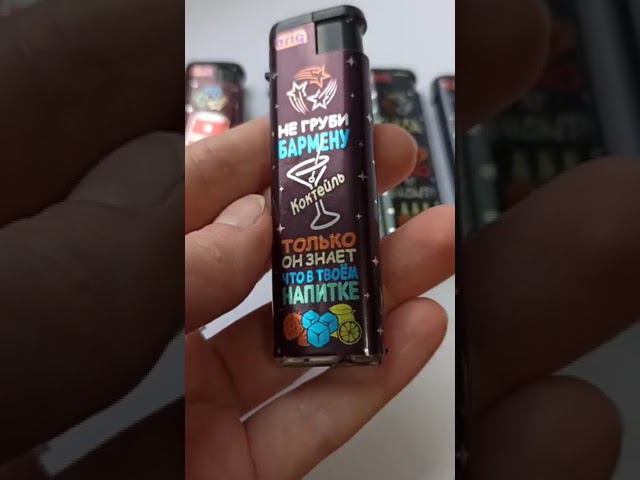 НЕ ГРУБИ
БАРМЕНУ
Коктейль
ТОЛЬКО
ОН ЗНАЕТ
ЧТО В ТВОЁМ
НАПИТКЕ